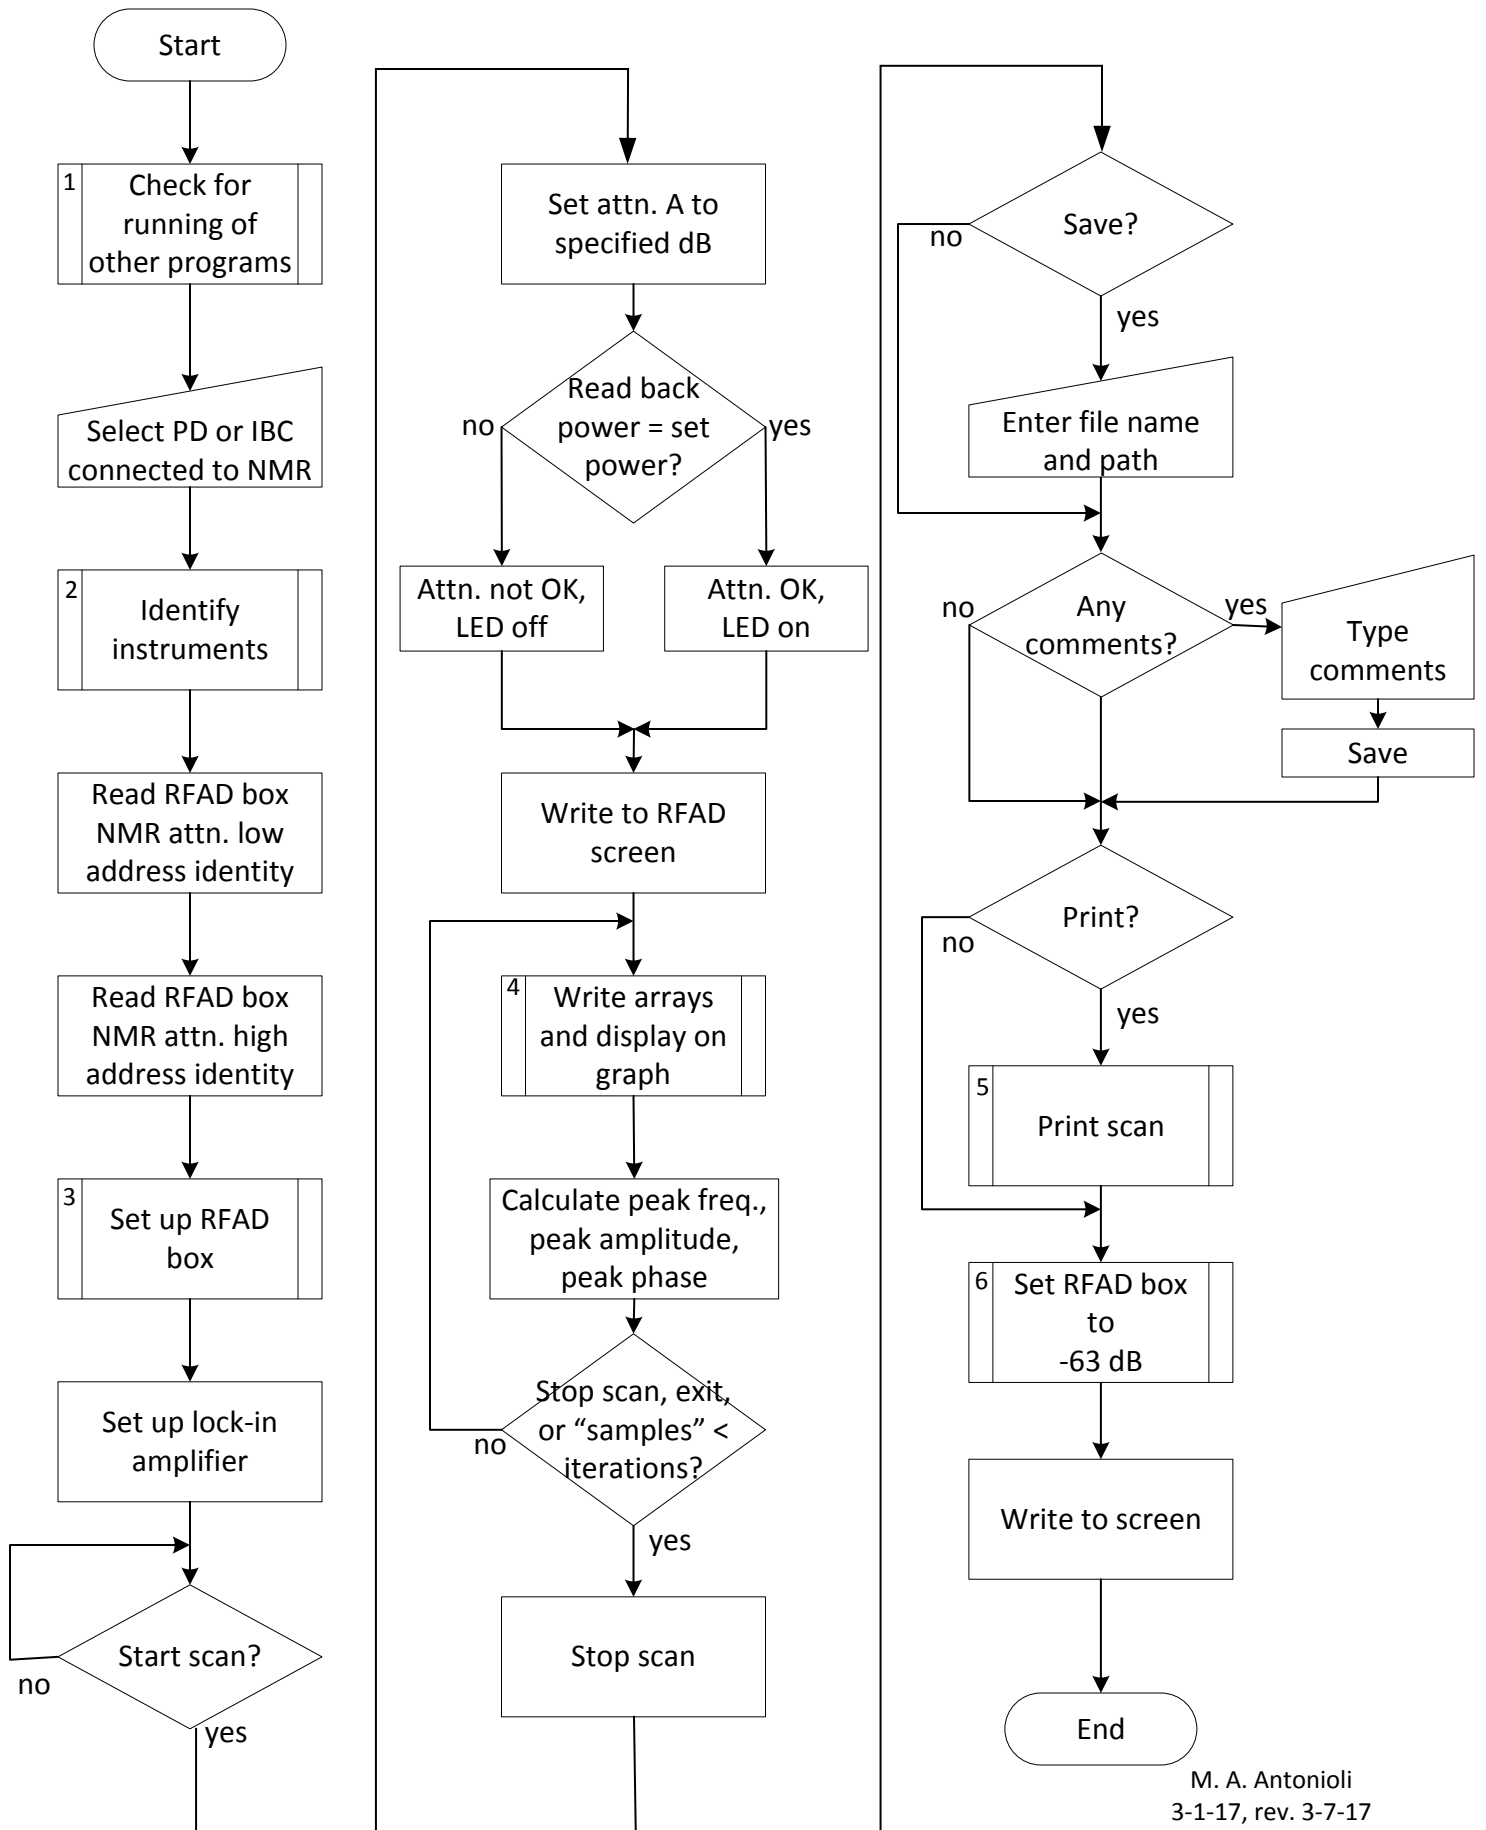 Start
1
Check for
running of
other programs
Select PD or IBC
connected to NMR
2
Identify
instruments
Read RFAD box
NMR attn. low
address identity
Read RFAD box
NMR attn. high
address identity
3
Set up RFAD
box
Set up lock-in
amplifier
Start scan?
no
yes
Set attn. A to
specified dB
Read back
power = set
power?
no
yes
Attn. not OK,
LED off
Attn. OK,
LED on
Write to RFAD
screen
4
Write arrays
and display on
graph
Calculate peak freq.,
peak amplitude,
peak phase
Stop scan, exit,
or “samples” <
iterations?
no
yes
Stop scan
Save?
no
yes
Enter file name
and path
Any
comments?
no
yes
Type
comments
Save
Print?
no
yes
5
Print scan
6
Set RFAD box
to
-63 dB
Write to screen
End
M. A. Antonioli
3-1-17, rev. 3-7-17